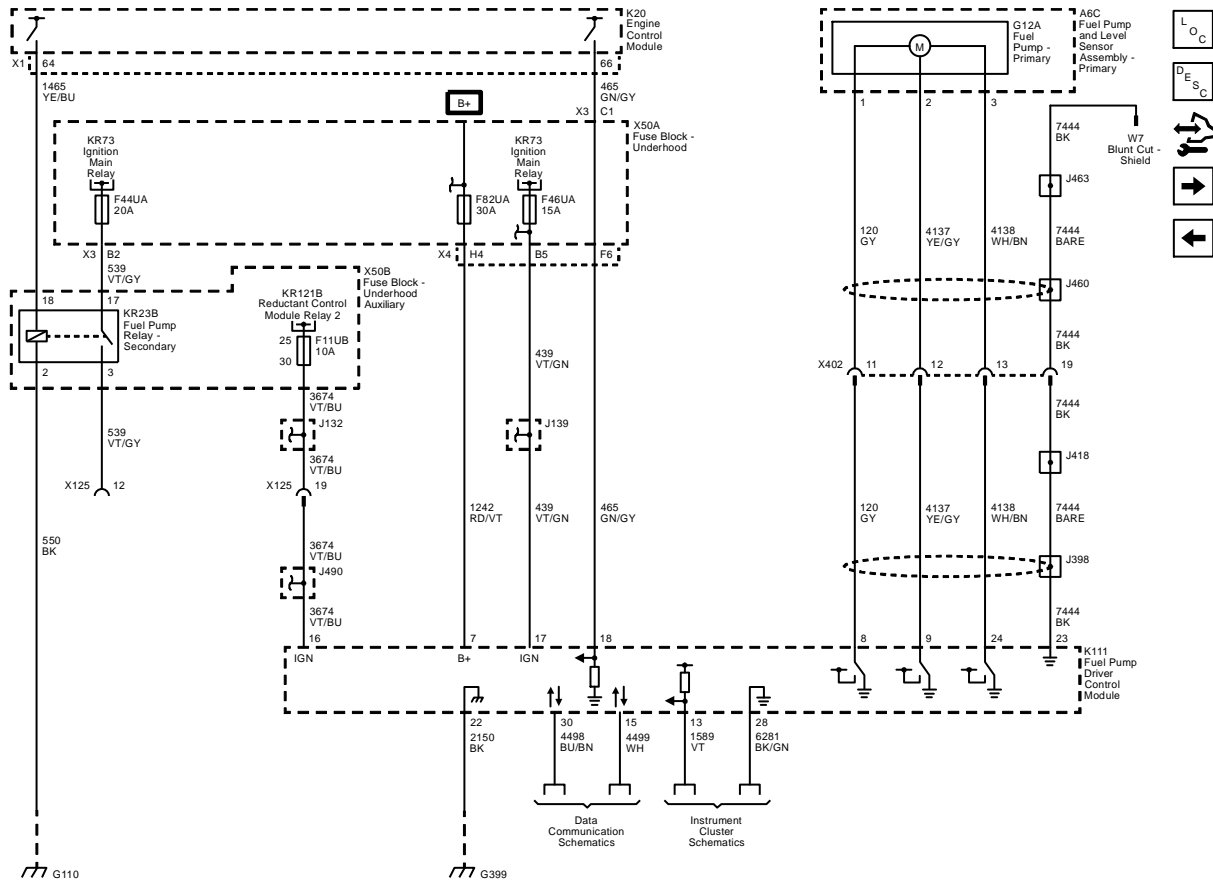 K20
Engine
Control
Module
X1
64
66
1465
YE/BU
465
GN/GY
B+
X3
C1
X50A
Fuse Block -
Underhood
KR73
Ignition
Main
Relay
F44UA
20A
F82UA
30A
KR73
Ignition
Main
Relay
F46UA
15A
X3
B2
X4
H4
B5
F6
539
VT/GY
X50B
Fuse Block -
Underhood
Auxiliary
18
17
KR23B
Fuel Pump
Relay -
Secondary
KR121B
Reductant Control
Module Relay 2
25
30
F11UB
10A
2
3
439
VT/GN
3674
VT/BU
J132
J139
539
VT/GY
3674
VT/BU
X125
12
X125
19
1242
RD/VT
439
VT/GN
465
GN/GY
550
BK
3674
VT/BU
J490
3674
VT/BU
16
7
17
18
IGN
B+
IGN
A6C
Fuel Pump
and Level
Sensor
Assembly -
Primary
G12A
Fuel
Pump -
Primary
M
1
2
3
7444
BK
W7
Blunt Cut -
Shield
J463
120
GY
4137
YE/GY
4138
WH/BN
7444
BARE
J460
7444
BK
X402
11
12
13
19
7444
BK
J418
120
GY
4137
YE/GY
4138
WH/BN
7444
BARE
J398
7444
BK
8
9
24
23
K111
Fuel Pump
Driver
Control
Module
22
2150
BK
30
4498
BU/BN
15
4499
WH
13
1589
VT
28
6281
BK/GN
Data
Communication
Schematics
Instrument
Cluster
Schematics
G110
G399
LOC
DESC